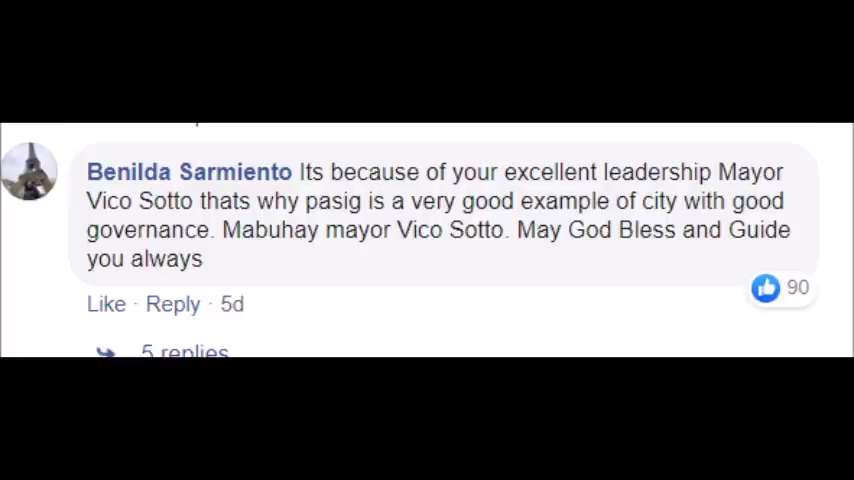 Benilda Sarmiento Its because of your excellent leadership Mayor
Vico Sotto thats why pasig is a very good example of city with good
governance. Mabuhay mayor Vico Sotto. May God Bless and Guide
you always
90
Like · Reply · 5d
5 replies